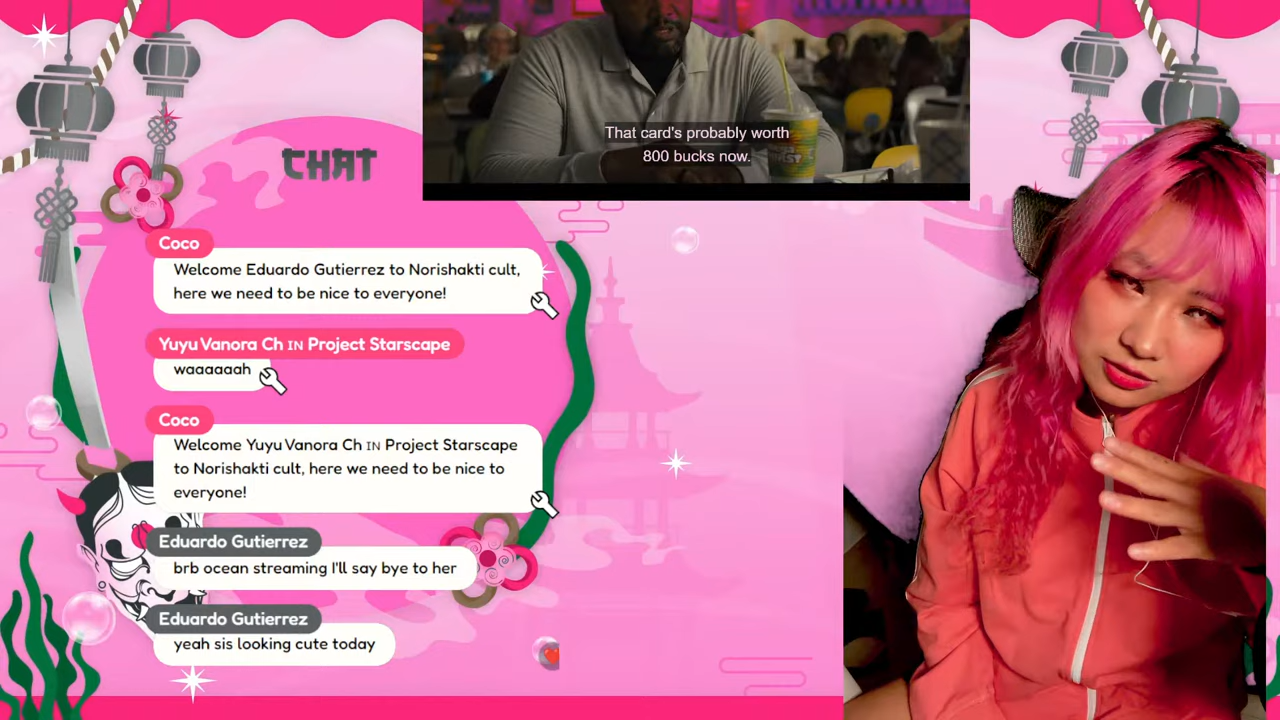 That card's probably worth
800 bucks now.
CHAT
Coco
Welcome Eduardo Gutierrez to Norishakti cult,
here we need to be nice to everyone!
Yuyu Vanora Ch IN Project Starscape
waaaaaah
Coco
Welcome Yuyu Vanora Ch IN Project Starscape
to Norishakti cult, here we need to be nice to
everyone!
Eduardo Gutierrez
brb ocean streaming I'll say bye to her
Eduardo Gutierrez
yeah sis looking cute today